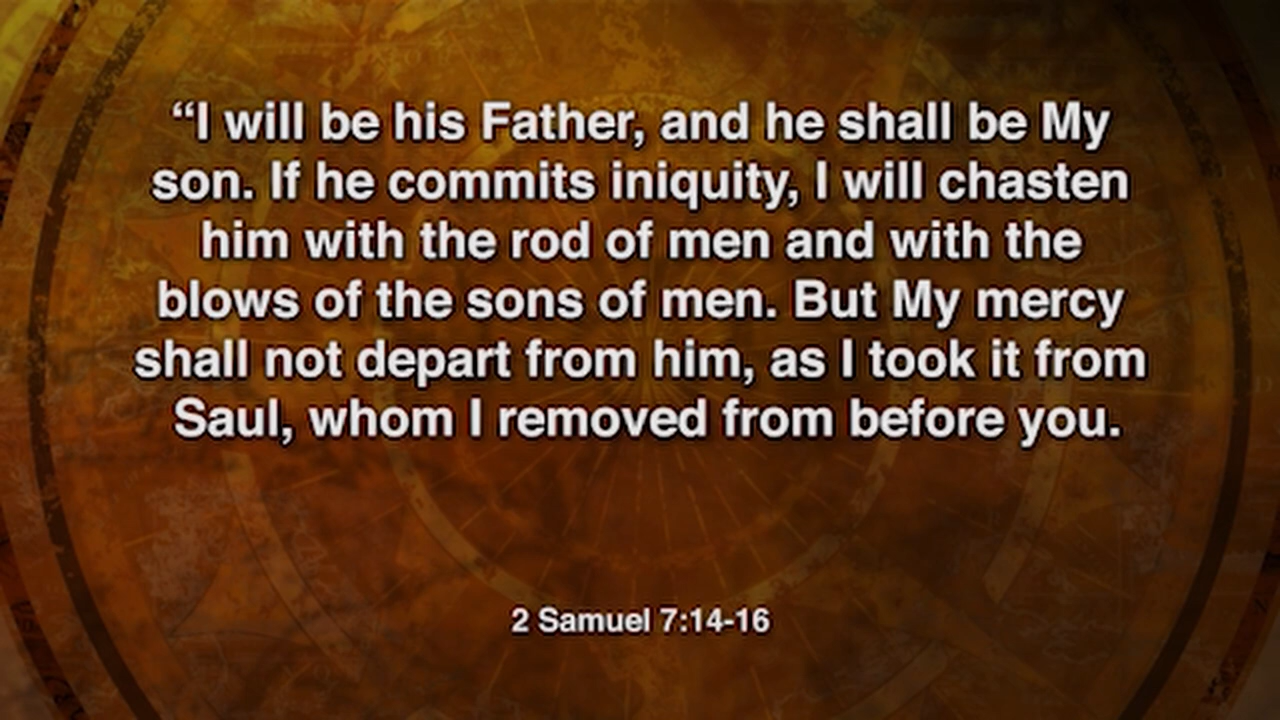 “I will be his Father, and he shall be My
son. If he commits iniquity, I will chasten
him with the rod of men and with the
blows of the sons of men. But My mercy
shall not depart from him, as I took it from
Saul, whom I removed from before you.
2 Samuel 7:14-16